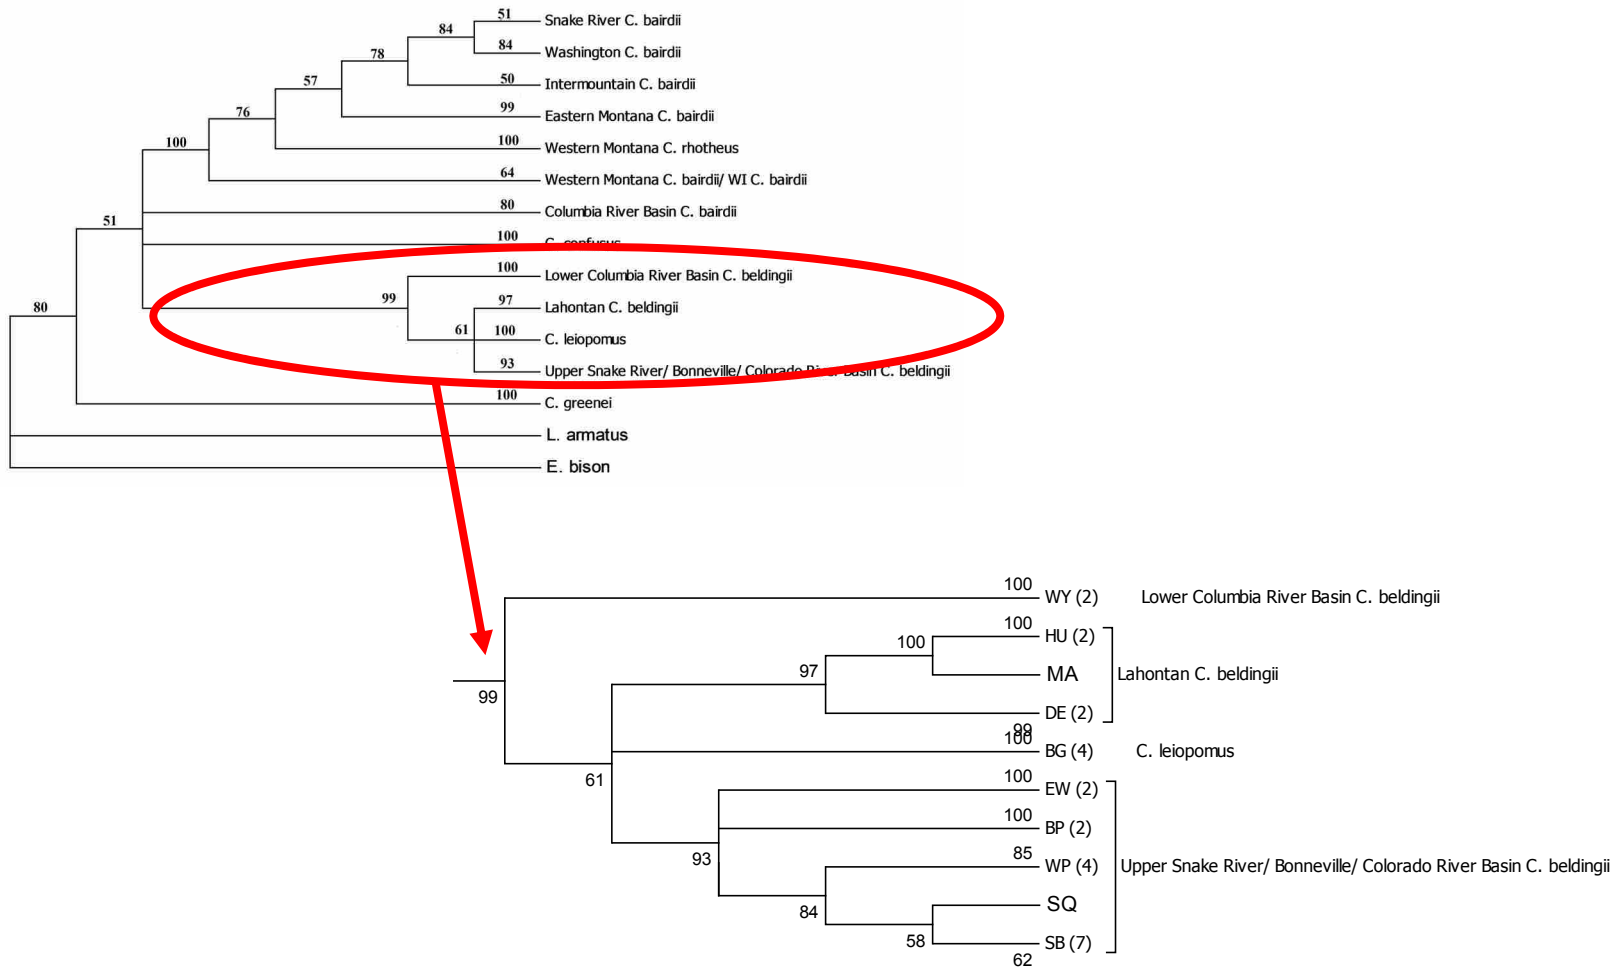 51
Snake River C. bairdii
84
84
Washington C. bairdii
78
50
Intermountain C. bairdii
57
99
Eastern Montana C. bairdii
76
100
Western Montana C. rhotheus
100
64
Western Montana C. bairdii/ WI C. bairdii
80
Columbia River Basin C. bairdii
51
100
C. confusus
100
Lower Columbia River Basin C. beldingii
99
97
Lahontan C. beldingii
80
61
100
C. leiopomus
93
Upper Snake River/ Bonneville/ Colorado River Basin C. beldingii
100
C. greenei
L. armatus
E. bison
100
WY (2) Lower Columbia River Basin C. beldingii
100
HU (2)
100
97
MA
Lahontan C. beldingii
99
DE (2)
99
100
BG (4) C. leiopomus
61
100
EW (2)
100
BP (2)
93
85
WP (4)
Upper Snake River/ Bonneville/ Colorado River Basin C. beldingii
84
SQ
58
SB (7)
62